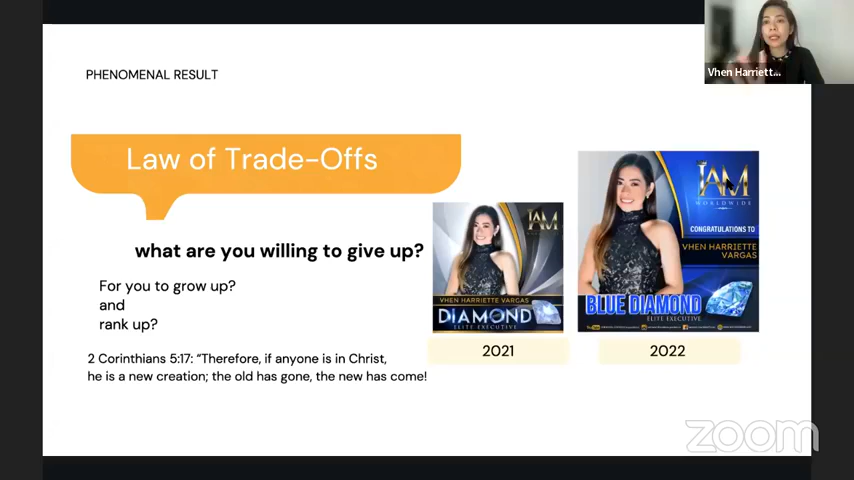 PHENOMENAL RESULT
Vhen Harriett...
Law of Trade-Offs
what are you willing to give up?
For you to grow up?
and
rank up?
2 Corinthians 5:17: “Therefore, if anyone is in Christ,
he is a new creation; the old has gone, the new has come!
IAM
VHEN HARRIETTE VARGAS
DIAMOND
ELITE EXECUTIVE
2021
IAM
WORLDWIDE
CONGRATULATIONS TO
VHEN HARRIETTE
VARGAS
BLUE DIAMOND
ELITE EXECUTIVE
2022
zoom